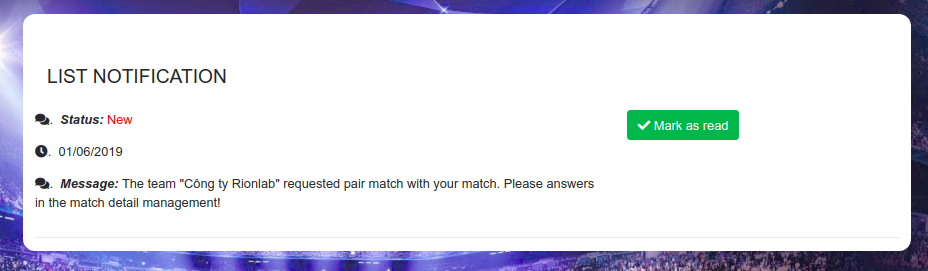 LIST NOTIFICATION
. Status: New
Mark as read
. 01/06/2019
. Message: The team "Công ty Rionlab" requested pair match with your match. Please answers
in the match detail management!